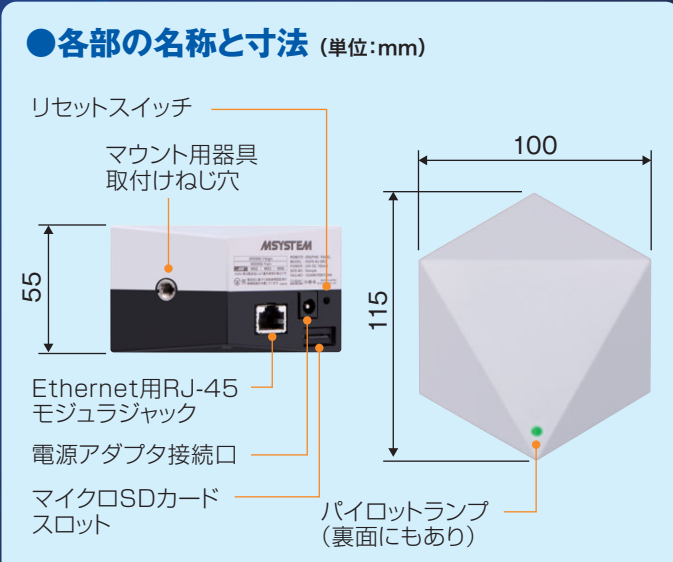 ●各部の名称と寸法（単位:mm）
リセットスイッチ
マウント用器具
取付けねじ穴
100
55
115
MSYSTEM
Ethernet用RJ-45
モジュラジャック
電源アダプタ接続口
マイクロSDカード
スロット
パイロットランプ
（裏面にもあり）